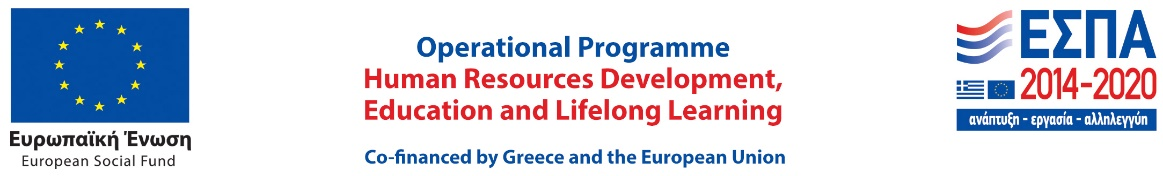 Ευρωπαϊκή Ένωση
European Social Fund
Operational Programme
Human Resources Development,
Education and Lifelong Learning
Co-financed by Greece and the European Union
ΕΣΠΑ
2014-2020
ανάπτυξη - εργασία - αλληλεγγύη